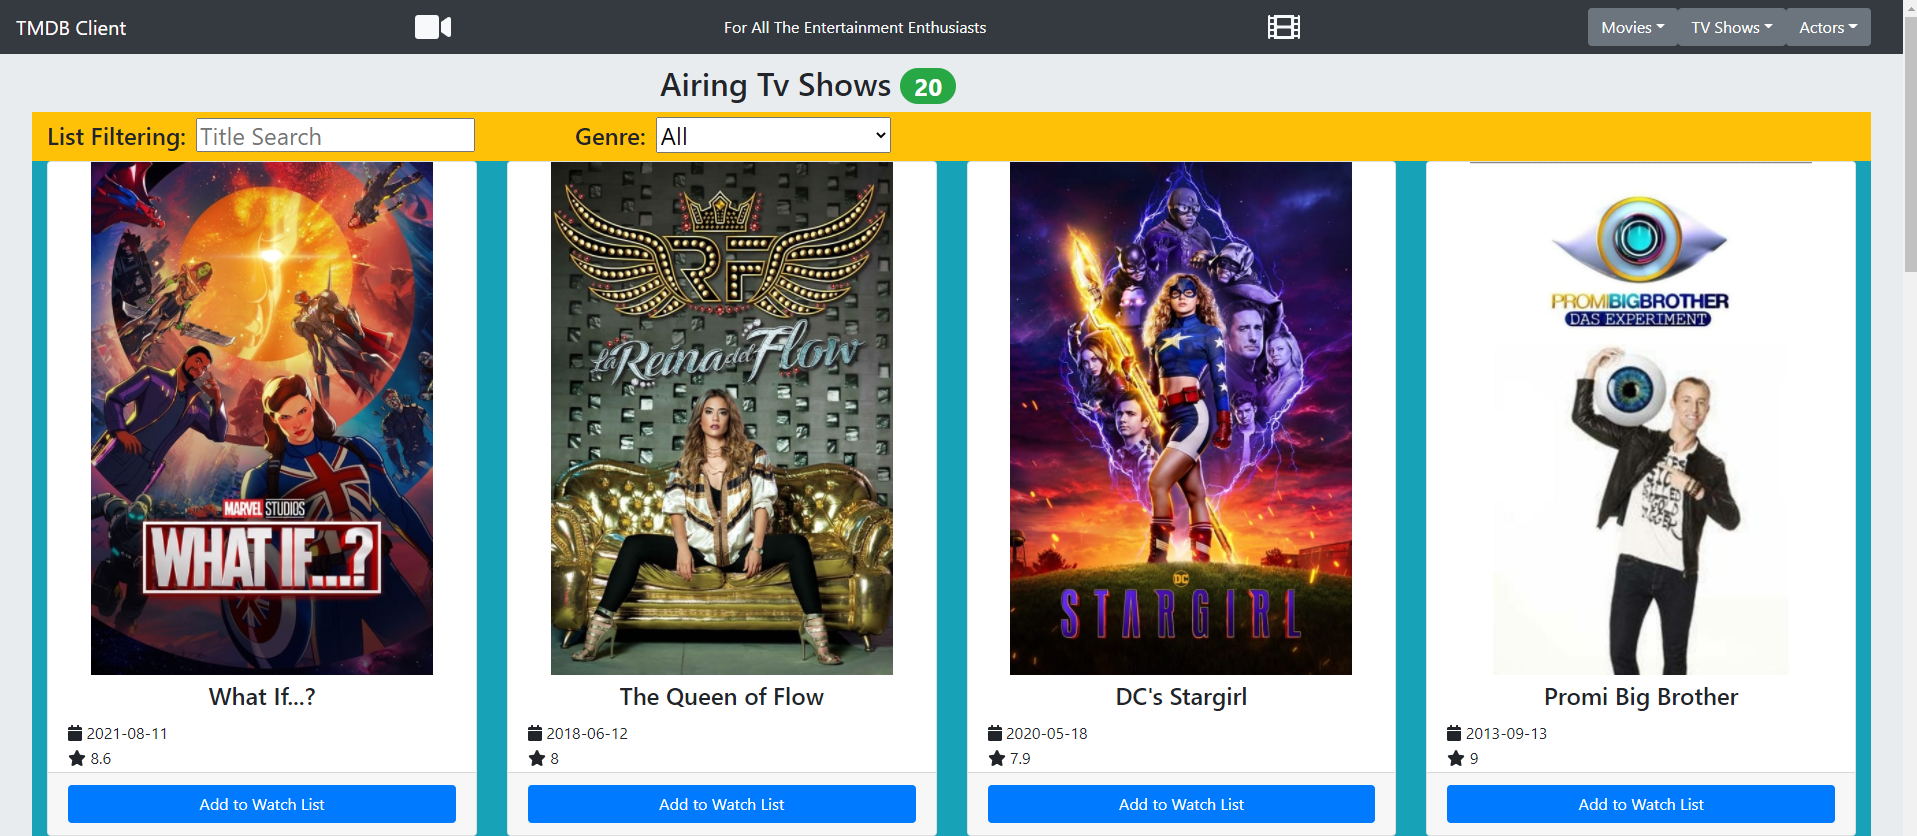 TMDB Client
For All The Entertainment Enthusiasts
Movies
TV Shows
Actors
Airing Tv Shows 20
List Filtering:
Title Search
Genre:
All
MARVEL STUDIOS
WHAT IF...?
What If...?
2021-08-11
8.6
Add to Watch List
RF
La Reina del Flow
The Queen of Flow
2018-06-12
8
Add to Watch List
DC
STARGIRL
DC's Stargirl
2020-05-18
7.9
Add to Watch List
PROMIBIGBROTHER
DAS EXPERIMENT
Promi Big Brother
2013-09-13
9
Add to Watch List